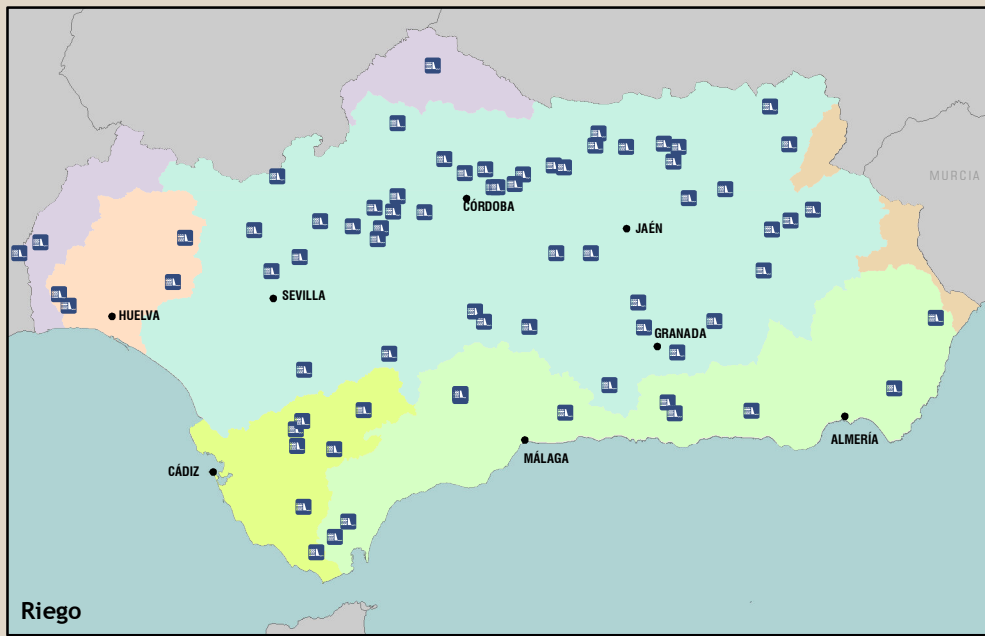 MURCIA
CÓRDOBA
JAÉN
SEVILLA
HUELVA
GRANADA
ALMERÍA
MÁLAGA
CÁDIZ
Riego